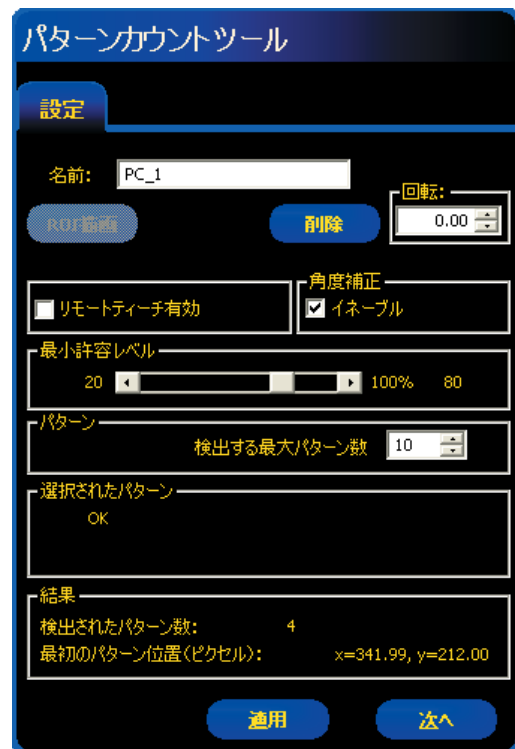 パターンカウントツール
設定
名前: PC_1
回転:
ROI描画 削除 0.00
角度補正
リモートティーチ有効 イネーブル
最小許容レベル
20 100% 80
パターン
検出する最大パターン数 10
選択されたパターン
OK
結果
検出されたパターン数: 4
最初のパターン位置(ピクセル): x=341.99, y=212.00
適用 次へ